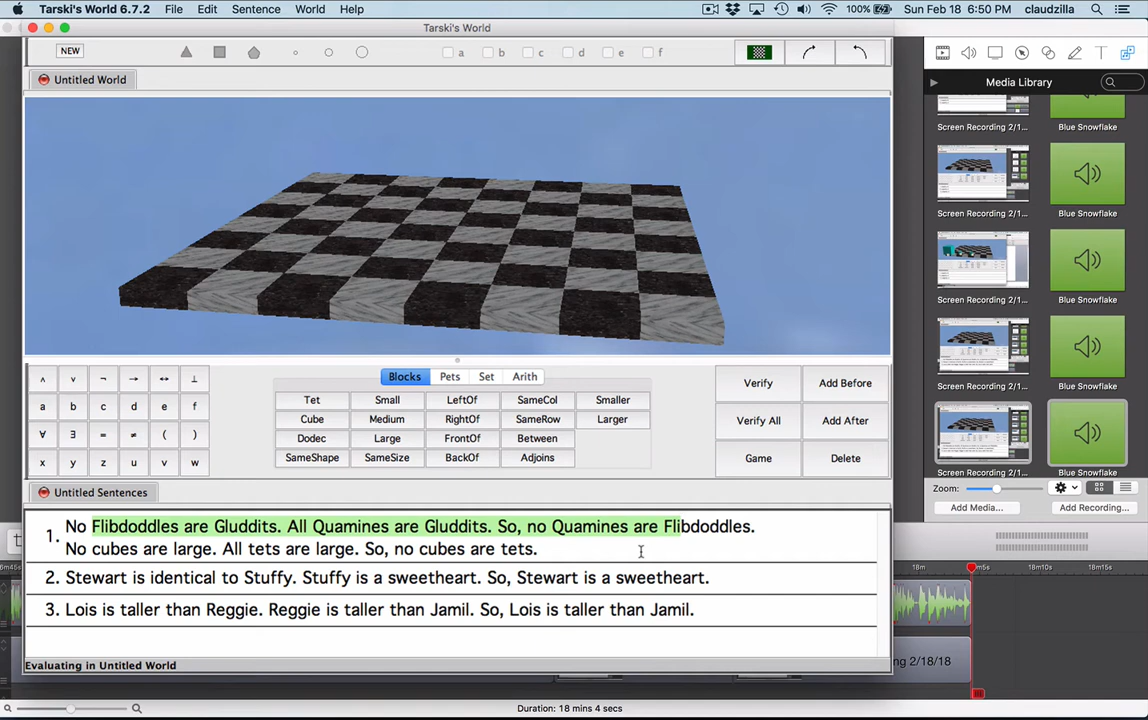 Tarski's World 6.7.2 File Edit Sentence World Help 100% Sun Feb 18 6:50 PM claudzilla
Tarski's World
NEW a b c d e f
Untitled World
Media Library
Screen Recording 2/1... Blue Snowflake
Screen Recording 2/1... Blue Snowflake
Screen Recording 2/1... Blue Snowflake
Screen Recording 2/1... Blue Snowflake
Screen Recording 2/1... Blue Snowflake
Blocks Pets Set Arith
∧ ∨ ¬ → ↔ ⊥
a b c d e f
∀ ∃ = ≠ ( )
x y z u v w
Tet Small LeftOf SameCol Smaller
Cube Medium RightOf SameRow Larger
Dodec Large FrontOf Between
SameShape SameSize BackOf Adjoins
Verify Add Before
Verify All Add After
Game Delete
Zoom:
Add Media... Add Recording...
Untitled Sentences
1. No Flibdoddles are Gluddits. All Quamines are Gluddits. So, no Quamines are Flibdoddles.
No cubes are large. All tets are large. So, no cubes are tets.
2. Stewart is identical to Stuffy. Stuffy is a sweetheart. So, Stewart is a sweetheart.
3. Lois is taller than Reggie. Reggie is taller than Jamil. So, Lois is taller than Jamil.
Evaluating in Untitled World
18m 18m5s 18m10s 18m15s
ng 2/18/18
Duration: 18 mins 4 secs